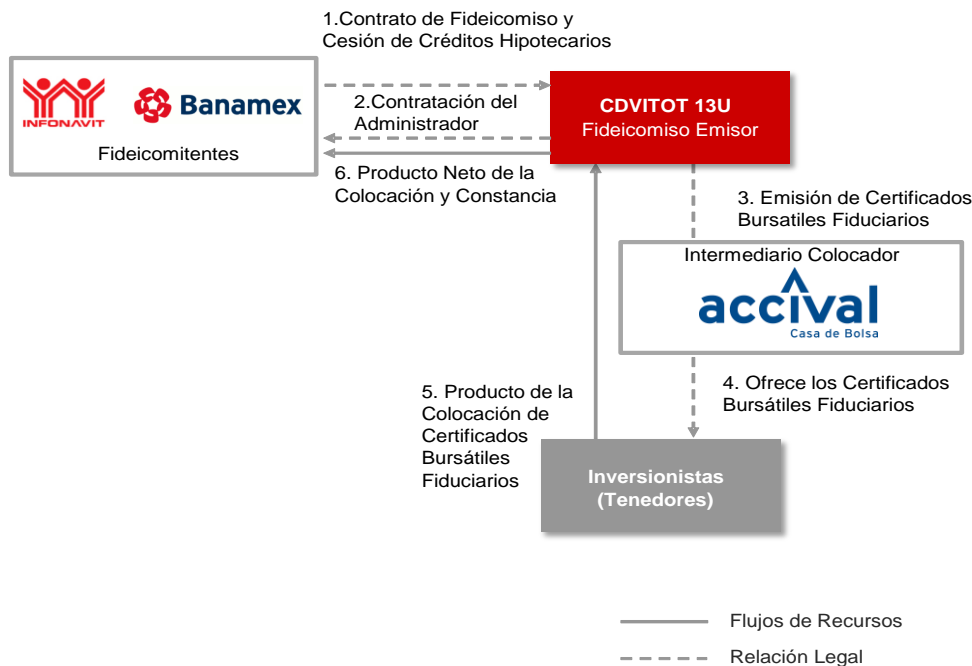 1.Contrato de Fideicomiso y
Cesión de Créditos Hipotecarios
INFONAVIT
Banamex
Fideicomitentes
2.Contratación del
Administrador
CDVITOT 13U
Fideicomiso Emisor
6. Producto Neto de la
Colocación y Constancia
3. Emisión de Certificados
Bursatiles Fiduciarios
Intermediario Colocador
accival
Casa de Bolsa
4. Ofrece los Certificados
Bursátiles Fiduciarios
5. Producto de la
Colocación de
Certificados
Bursátiles
Fiduciarios
Inversionistas
(Tenedores)
Flujos de Recursos
Relación Legal